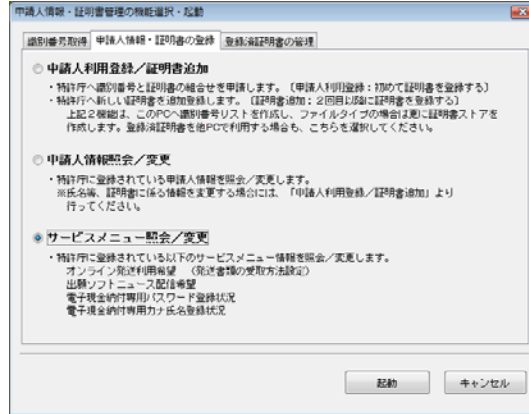 申請人情報・証明書管理の機能選択・起動
識別番号取得 申請人情報・証明書の登録 登録済証明書の管理
申請人利用登録／証明書追加
・特許庁へ識別番号と証明書の組合せを申請します。〔申請人利用登録：初めて証明書を登録する〕
・特許庁へ新しい証明書を追加登録します。〔証明書追加：２回目以降に証明書を登録する〕
上記２機能は、このPCへ識別番号リストを作成し、ファイルタイプの場合は更に証明書ストアを
作成します。登録済証明書を他PCで利用する場合も、こちらを選択してください。
申請人情報照会／変更
・特許庁に登録されている申請人情報を照会／変更します。
※氏名等、証明書に係る情報を変更する場合には、「申請人利用登録／証明書追加」より
行ってください。
サービスメニュー照会／変更
・特許庁に登録されている以下のサービスメニュー情報を照会／変更します。
オンライン発送利用希望 （発送書類の受取方法設定）
出願ソフトニュース配信希望
電子現金納付専用パスワード登録状況
電子現金納付専用カナ氏名登録状況
起動 キャンセル